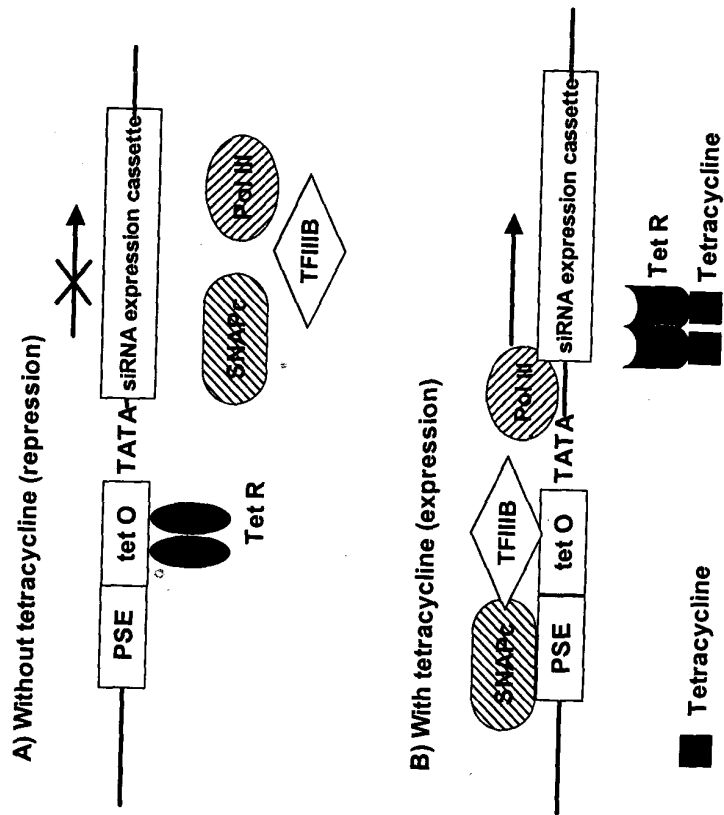 A) Without tetracycline (repression)
PSE
tet O
TATA
siRNA expression cassette
Tet R
SNAPc
Pol III
TFIIIB
B) With tetracycline (expression)
SNAPc
TFIIIB
Pol III
PSE
tet O
TATA
siRNA expression cassette
Tet R
Tetracycline
Tetracycline